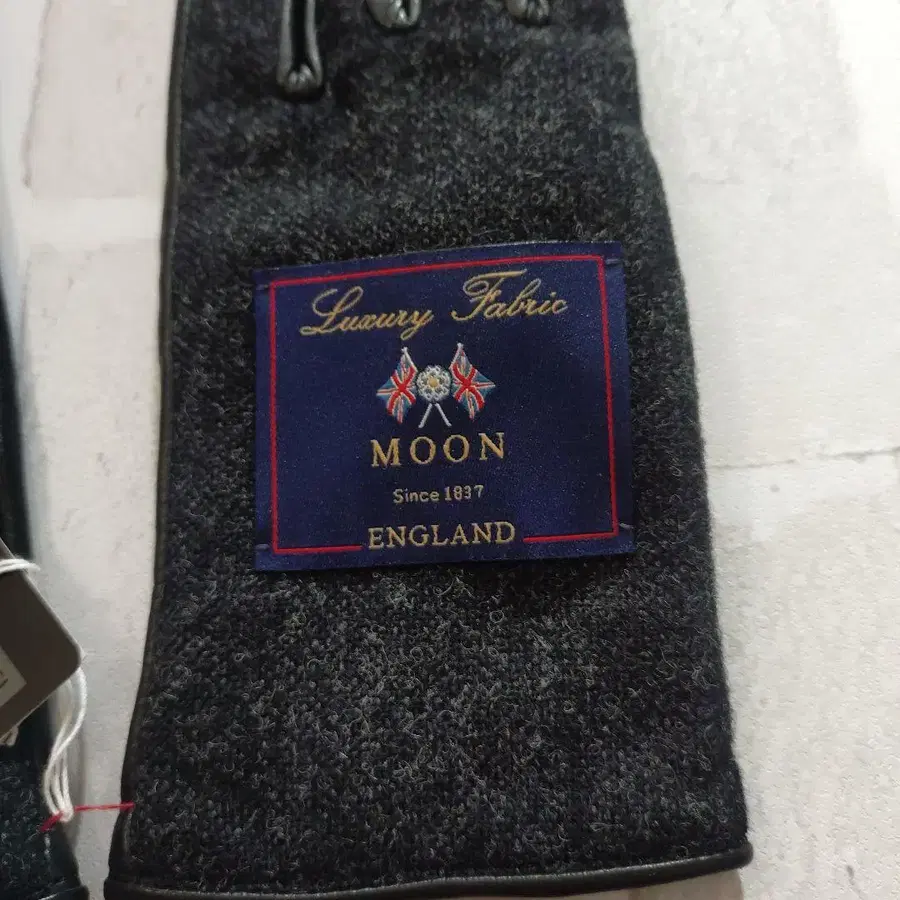 Luxury Fabric
MOON
Since 1837
ENGLAND